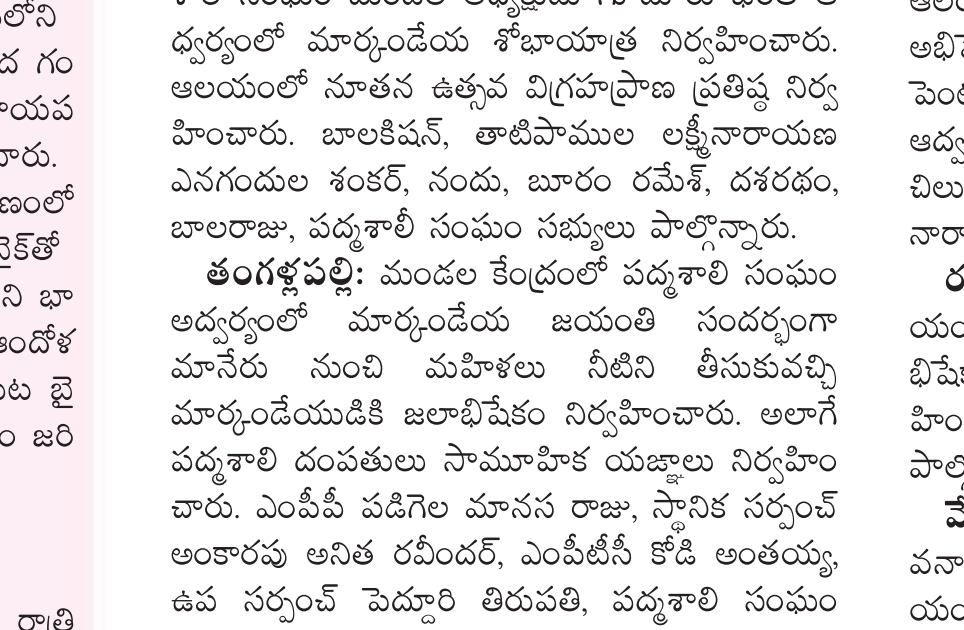 ధ్వర్యంలో మార్కండేయ శోభాయాత్ర నిర్వహించారు.
ఆలయంలో నూతన ఉత్సవ విగ్రహప్రాణ ప్రతిష్ఠ నిర్వ
హించారు. బాలకిషన్, తాటిపాముల లక్ష్మీనారాయణ
ఎనగందుల శంకర్, నందు, బూరం రమేశ్, దశరథం,
బాలరాజు, పద్మశాలీ సంఘం సభ్యులు పాల్గొన్నారు.
తంగళ్లపల్లి: మండల కేంద్రంలో పద్మశాలి సంఘం
అద్వర్యంలో మార్కండేయ జయంతి సందర్భంగా
మానేరు నుంచి మహిళలు నీటిని తీసుకువచ్చి
మార్కండేయుడికి జలాభిషేకం నిర్వహించారు. అలాగే
పద్మశాలి దంపతులు సామూహిక యజ్ఞాలు నిర్వహిం
చారు. ఎంపీపీ పడిగెల మానస రాజు, స్థానిక సర్పంచ్
అంకారపు అనిత రవీందర్, ఎంపీటీసీ కోడి అంతయ్య,
ఉప సర్పంచ్ పెద్దూరి తిరుపతి, పద్మశాలి సంఘం